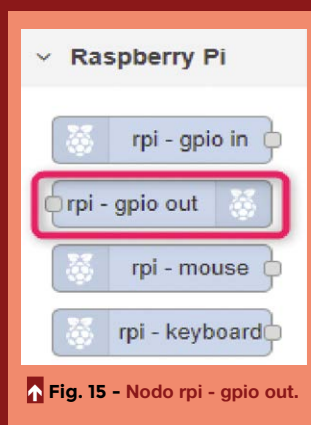 Raspberry Pi
rpi - gpio in
rpi - gpio out
rpi - mouse
rpi - keyboard
Fig. 15 - Nodo rpi - gpio out.